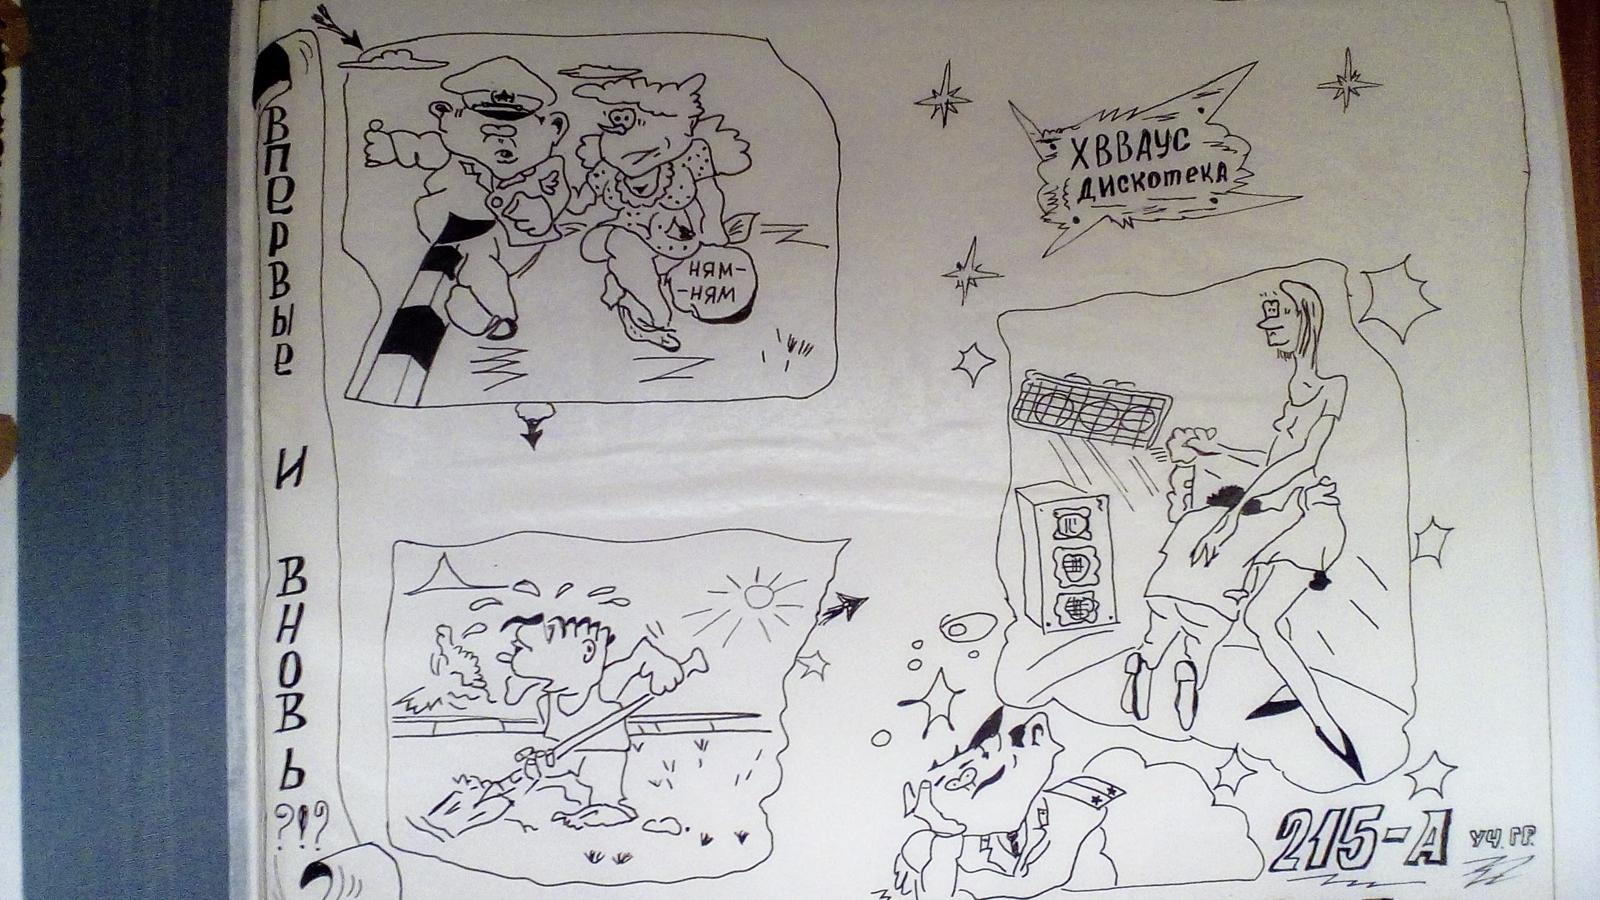 ВПЕРВЫЕ
И
ВНОВЬ
?!?
ХВВАУС
ДИСКОТЕКА
НЯМ-
-НЯМ
215-А УЧ. ГР.